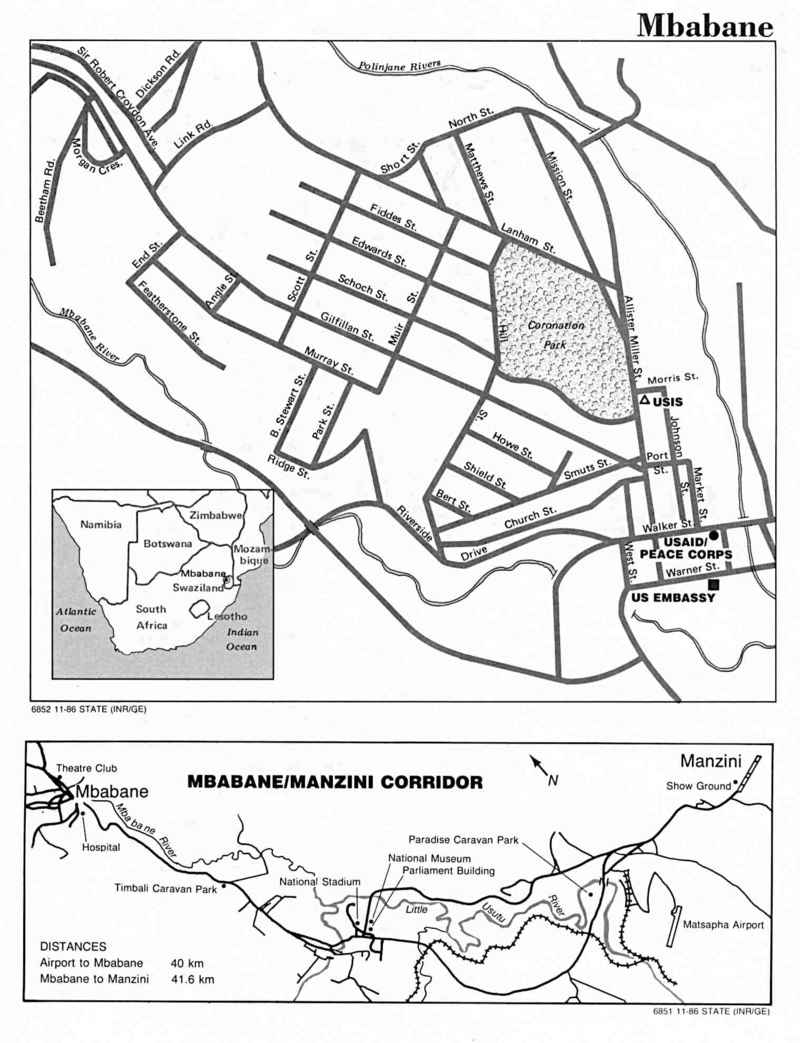 Mbabane
Polinjane Rivers
Sir Robert Croydon Ave.
Dickson Rd.
Link Rd.
Morgan Cres.
Beetham Rd.
North St.
Short St.
Matthews St.
Mission St.
Lanham St.
Fiddes St.
Edwards St.
Schoch St.
Gilfillan St.
Murray St.
Scott St.
Muir St.
End St.
Angle St.
Featherstone St.
Mbabane River
Hill St.
Coronation
Park
Allister Miller St.
Morris St.
USIS
Johnson St.
Port St.
Market St.
B. Stewart St.
Park St.
Ridge St.
Howe St.
Shield St.
Smuts St.
Bert St.
Church St.
Riverside Drive
Walker St.
USAID/
PEACE CORPS
West St.
Warner St.
US EMBASSY
Namibia
Zimbabwe
Botswana
Mozam-
bique
Mbabane
Swaziland
South
Africa
Lesotho
Atlantic
Ocean
Indian
Ocean
6852 11-86 STATE (INR/GE)
MBABANE/MANZINI CORRIDOR
N
Manzini
Show Ground
Theatre Club
Mbabane
Mbabane River
Hospital
Paradise Caravan Park
National Museum
Parliament Building
Timbali Caravan Park
National Stadium
Little Usutu River
Matsapha Airport
DISTANCES
Airport to Mbabane 40 km
Mbabane to Manzini 41.6 km
6851 11-86 STATE (INR/GE)